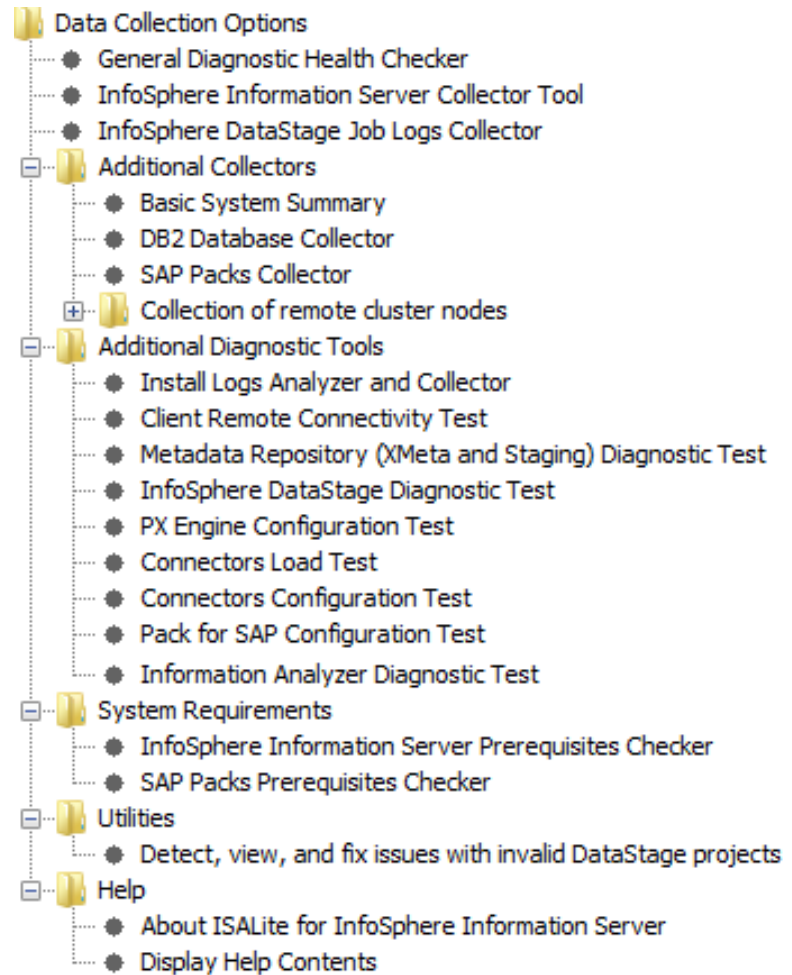 Data Collection Options
General Diagnostic Health Checker
InfoSphere Information Server Collector Tool
InfoSphere DataStage Job Logs Collector
Additional Collectors
Basic System Summary
DB2 Database Collector
SAP Packs Collector
Collection of remote cluster nodes
Additional Diagnostic Tools
Install Logs Analyzer and Collector
Client Remote Connectivity Test
Metadata Repository (XMeta and Staging) Diagnostic Test
InfoSphere DataStage Diagnostic Test
PX Engine Configuration Test
Connectors Load Test
Connectors Configuration Test
Pack for SAP Configuration Test
Information Analyzer Diagnostic Test
System Requirements
InfoSphere Information Server Prerequisites Checker
SAP Packs Prerequisites Checker
Utilities
Detect, view, and fix issues with invalid DataStage projects
Help
About ISALite for InfoSphere Information Server
Display Help Contents